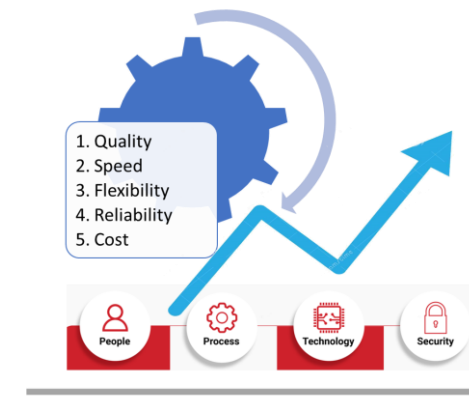 1. Quality
2. Speed
3. Flexibility
4. Reliability
5. Cost
People
Process
Technology
Security